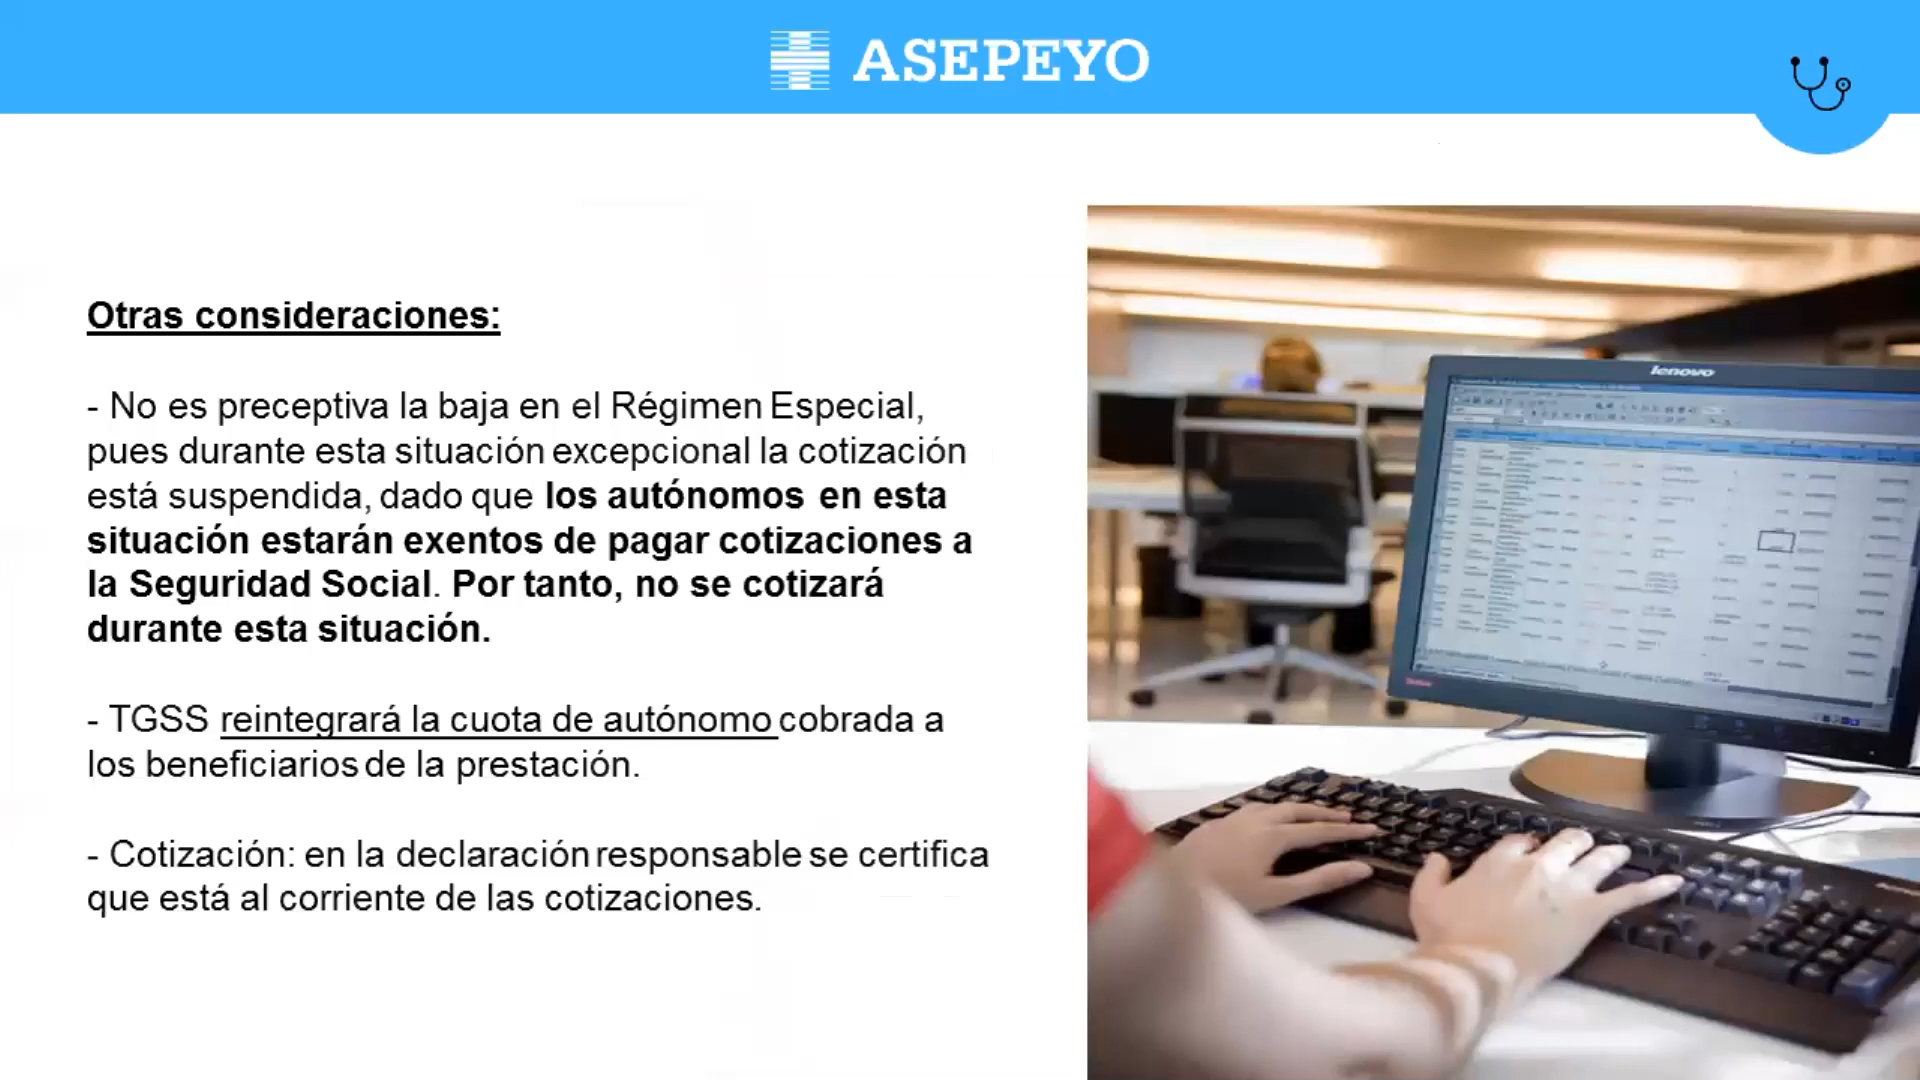 ASEPEYO
Otras consideraciones:
- No es preceptiva la baja en el Régimen Especial,
pues durante esta situación excepcional la cotización
está suspendida, dado que los autónomos en esta
situación estarán exentos de pagar cotizaciones a
la Seguridad Social. Por tanto, no se cotizará
durante esta situación.
- TGSS reintegrará la cuota de autónomo cobrada a
los beneficiarios de la prestación.
- Cotización: en la declaración responsable se certifica
que está al corriente de las cotizaciones.
lenovo